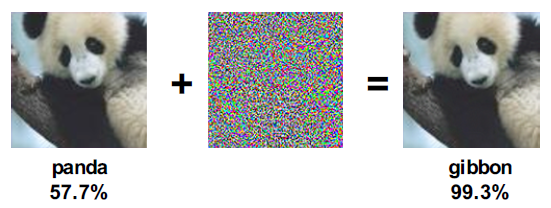 + =
panda gibbon
57.7% 99.3%